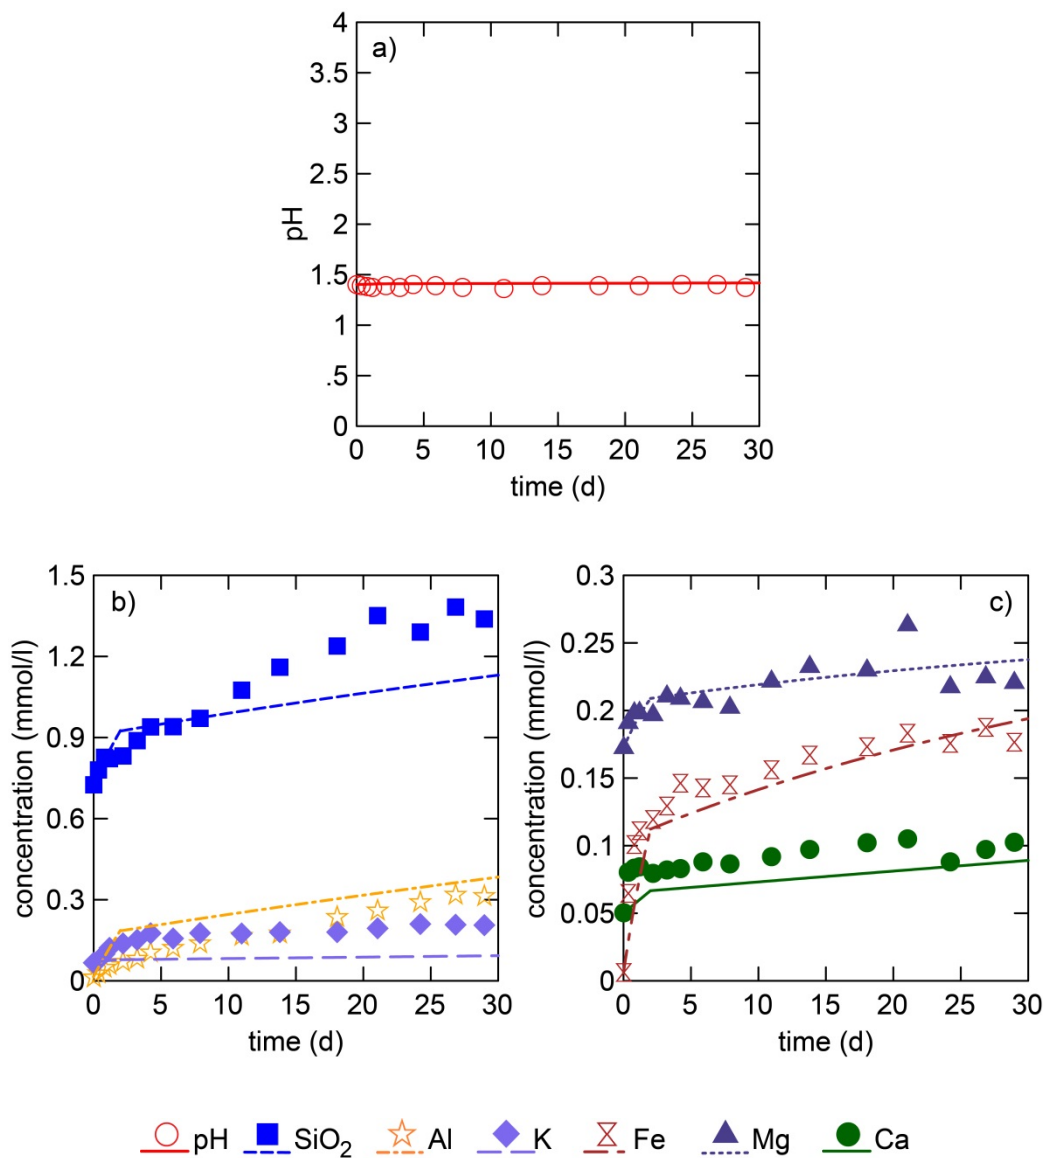 a)
4
3.5
3
2.5
2
1.5
1
.5
0
pH
0 5 10 15 20 25 30
time (d)
b)
1.5
1.2
0.9
0.6
0.3
0
concentration (mmol/l)
0 5 10 15 20 25 30
time (d)
c)
0.3
0.25
0.2
0.15
0.1
0.05
0
concentration (mmol/l)
0 5 10 15 20 25 30
time (d)
pH SiO₂ Al K Fe Mg Ca